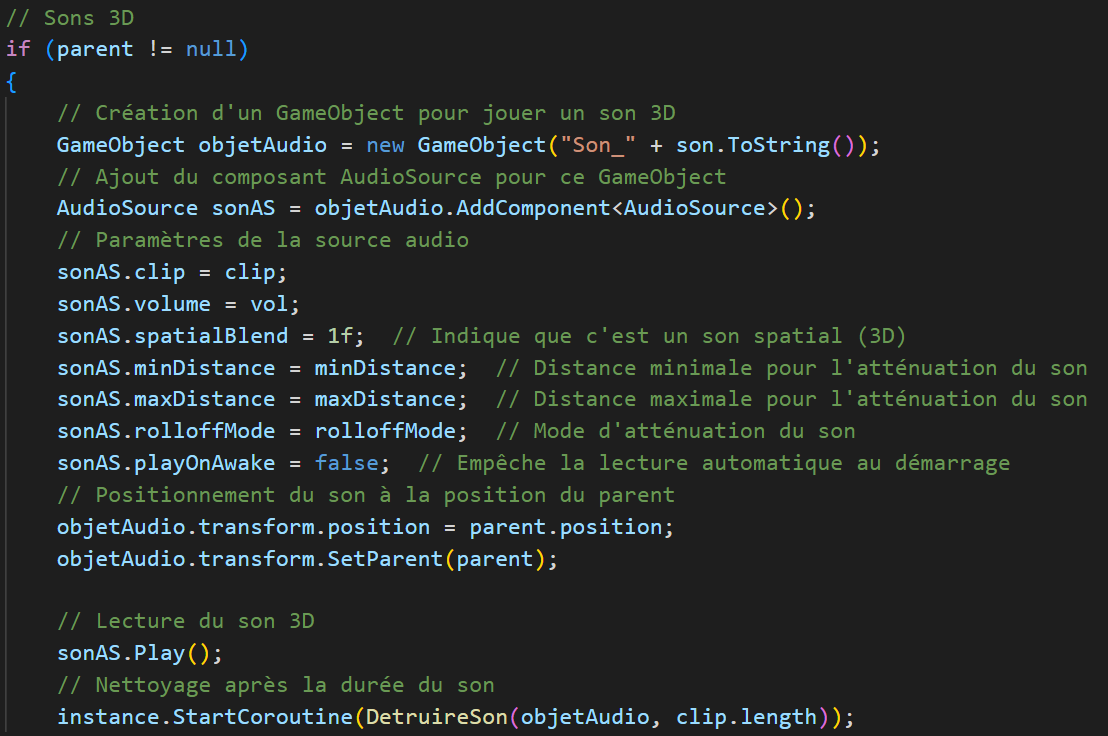 // Sons 3D
if (parent != null)
{
// Création d'un GameObject pour jouer un son 3D
GameObject objetAudio = new GameObject("Son_" + son.ToString());
// Ajout du composant AudioSource pour ce GameObject
AudioSource sonAS = objetAudio.AddComponent<AudioSource>();
// Paramètres de la source audio
sonAS.clip = clip;
sonAS.volume = vol;
sonAS.spatialBlend = 1f;  // Indique que c'est un son spatial (3D)
sonAS.minDistance = minDistance;  // Distance minimale pour l'atténuation du son
sonAS.maxDistance = maxDistance;  // Distance maximale pour l'atténuation du son
sonAS.rolloffMode = rolloffMode;  // Mode d'atténuation du son
sonAS.playOnAwake = false;  // Empêche la lecture automatique au démarrage
// Positionnement du son à la position du parent
objetAudio.transform.position = parent.position;
objetAudio.transform.SetParent(parent);
// Lecture du son 3D
sonAS.Play();
// Nettoyage après la durée du son
instance.StartCoroutine(DetruireSon(objetAudio, clip.length));